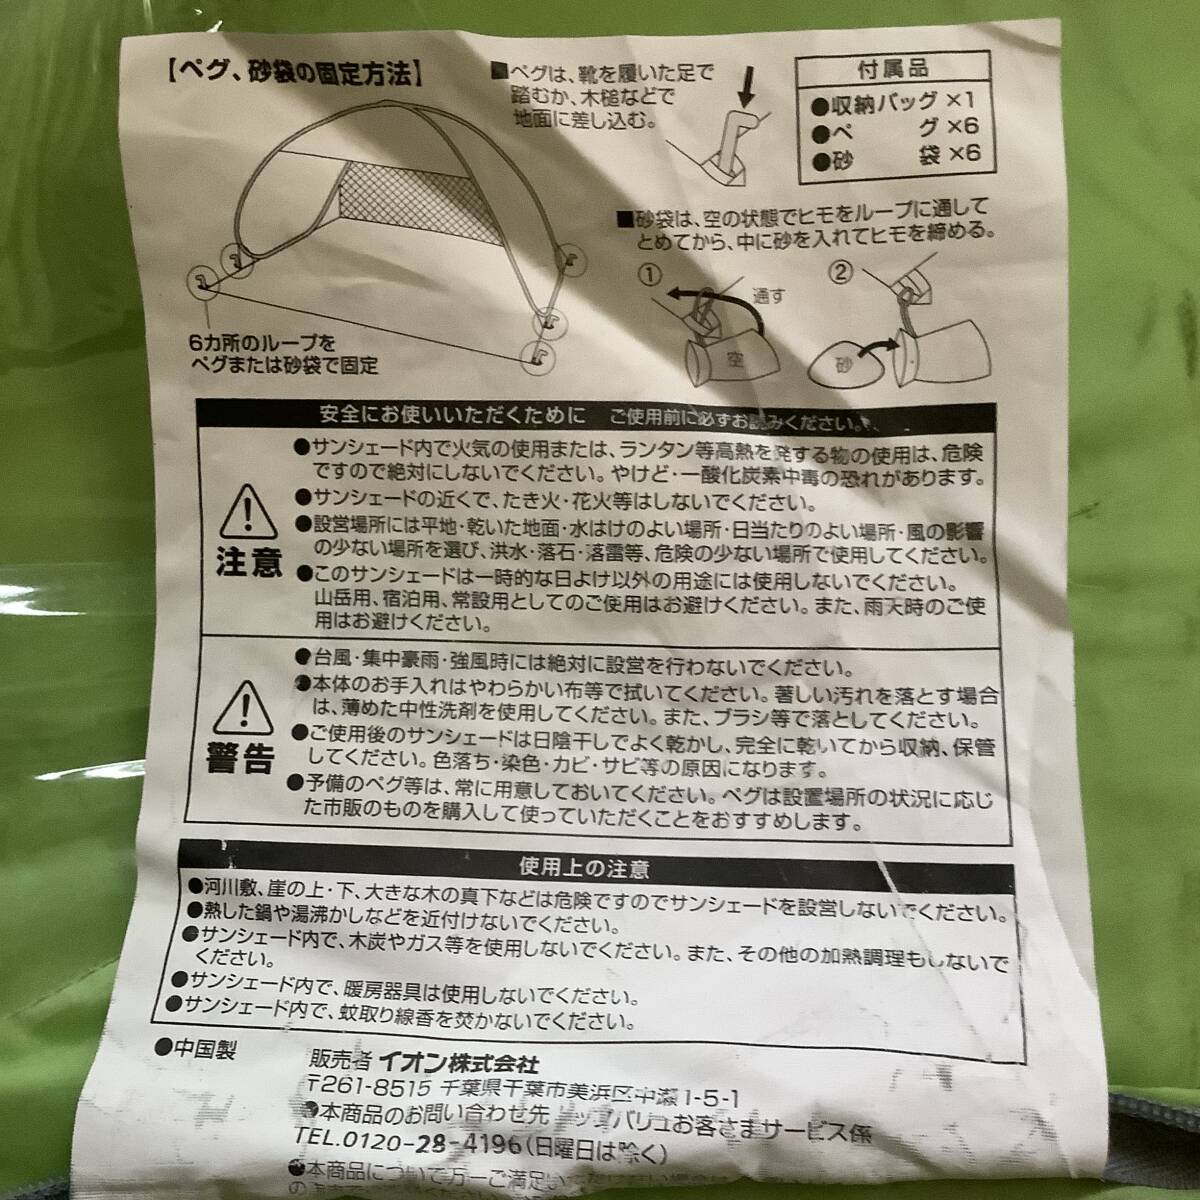 【ペグ、砂袋の固定方法】
■ペグは、靴を履いた足で
踏むか、木槌などで
地面に差し込む。
付属品
●収納バッグ×1
●ペ グ×6
●砂 袋×6
■砂袋は、空の状態でヒモをループに通して
とめてから、中に砂を入れてヒモを締める。
①
通す
空
②
砂
6カ所のループを
ペグまたは砂袋で固定
安全にお使いいただくために ご使用前に必ずお読みください。
注意
●サンシェード内で火気の使用または、ランタン等高熱を発する物の使用は、危険
ですので絶対にしないでください。やけど・一酸化炭素中毒の恐れがあります。
●サンシェードの近くで、たき火・花火等はしないでください。
●設営場所には平地・乾いた地面・水はけのよい場所・日当たりのよい場所・風の影響
の少ない場所を選び、洪水・落石・落雷等、危険の少ない場所で使用してください。
●このサンシェードは一時的な日よけ以外の用途には使用しないでください。
山岳用、宿泊用、常設用としてのご使用はお避けください。また、雨天時のご使
用はお避けください。
警告
●台風・集中豪雨・強風時には絶対に設営を行わないでください。
●本体のお手入れはやわらかい布等で拭いてください。著しい汚れを落とす場合
は、薄めた中性洗剤を使用してください。また、ブラシ等で落としてください。
●ご使用後のサンシェードは日陰干しでよく乾かし、完全に乾いてから収納、保管
してください。色落ち・染色・カビ・サビ等の原因になります。
●予備のペグ等は、常に用意しておいてください。ペグは設置場所の状況に応じ
た市販のものを購入して使っていただくことをおすすめします。
使用上の注意
●河川敷、崖の上・下、大きな木の真下などは危険ですのでサンシェードを設営しないでください。
●熱した鍋や湯沸かしなどを近付けないでください。
●サンシェード内で、木炭やガス等を使用しないでください。また、その他の加熱調理もしないで
ください。
●サンシェード内で、暖房器具は使用しないでください。
●サンシェード内で、蚊取り線香を焚かないでください。
●中国製
販売者 イオン株式会社
〒261-8515 千葉県千葉市美浜区中瀬1-5-1
●本商品のお問い合わせ先 トップバリュお客さまサービス係
TEL.0120-28-4196(日曜日は除く)
●本商品について万一ご満足いただけない場合は